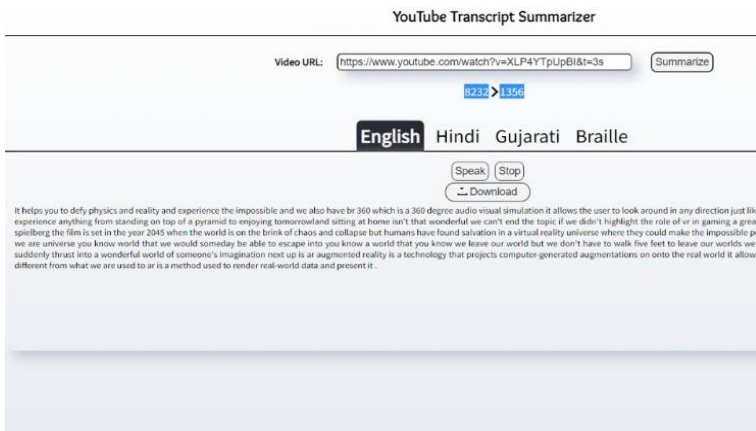 YouTube Transcript Summarizer
Video URL: https://www.youtube.com/watch?v=XLP4YTpUpBI&t=3s Summarize
8232 > 1356
English Hindi Gujarati Braille
Speak Stop
Download
It helps you to defy physics and reality and experience the impossible and we also have br 360 which is a 360 degree audio visual simulation it allows the user to look around in any direction just lik
experience anything from standing on top of a pyramid to enjoying tomorrowland sitting at home isn't that wonderful we can't end the topic if we didn't highlight the role of vr in gaming a grea
spielberg the film is set in the year 2045 when the world is on the brink of chaos and collapse but humans have found salvation in a virtual reality universe where they could make the impossible p
we are universe you know world that we would someday be able to escape into you know a world that you know we leave our world but we don't have to walk five feet to leave our worlds we
suddenly thrust into a wonderful world of someone's imagination next up is ar augmented reality is a technology that projects computer-generated augmentations on onto the real world it allow
different from what we are used to ar is a method used to render real-world data and present it .